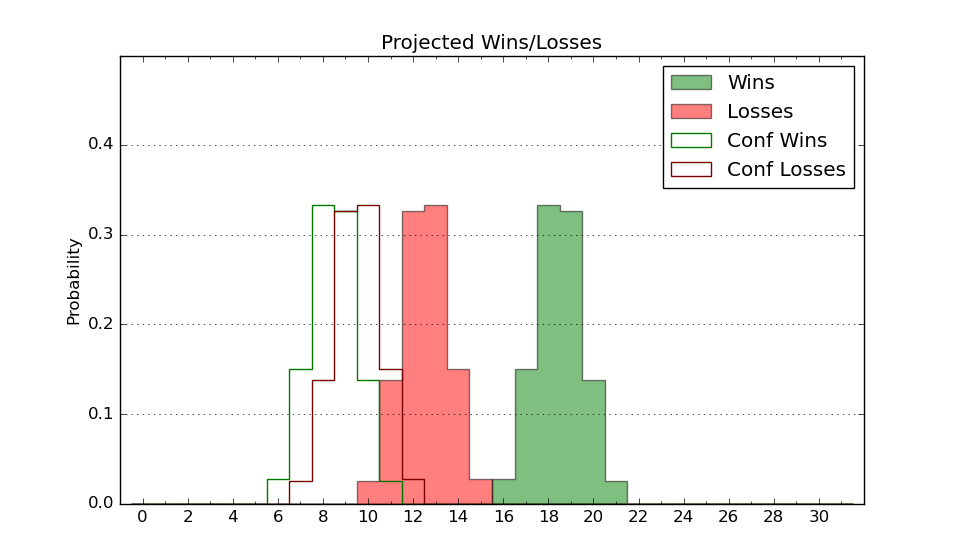 Projected Wins/Losses
Wins
Losses
Conf Wins
Conf Losses
Probability
0.4
0.3
0.2
0.1
0.0
0 2 4 6 8 10 12 14 16 18 20 22 24 26 28 30